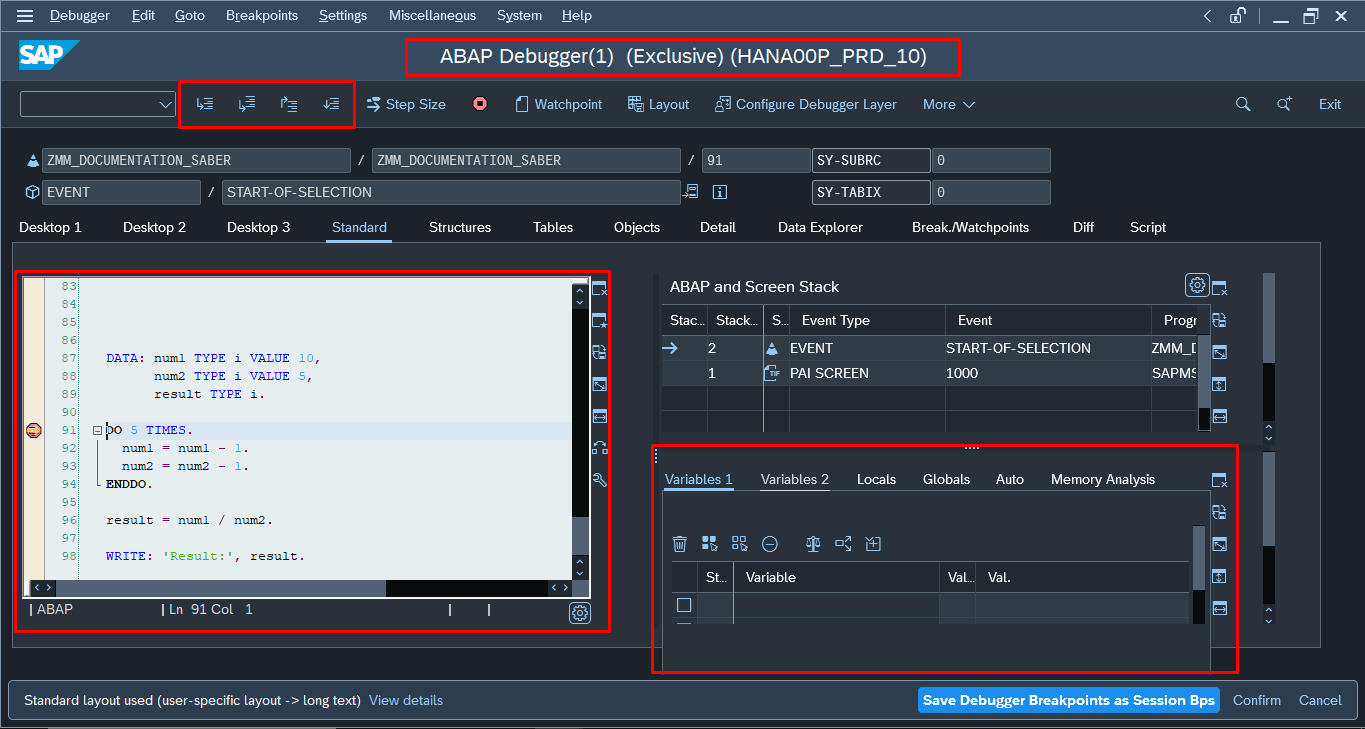 Debugger Edit Goto Breakpoints Settings Miscellaneous System Help
SAP
ABAP Debugger(1) (Exclusive) (HANA00P_PRD_10)
Step Size Watchpoint Layout Configure Debugger Layer More Exit
ZMM_DOCUMENTATION_SABER / ZMM_DOCUMENTATION_SABER / 91 SY-SUBRC 0
EVENT / START-OF-SELECTION SY-TABIX 0
Desktop 1 Desktop 2 Desktop 3 Standard Structures Tables Objects Detail Data Explorer Break./Watchpoints Diff Script
83
84
85
86
87 DATA: num1 TYPE i VALUE 10,
88 num2 TYPE i VALUE 5,
89 result TYPE i.
90
91 DO 5 TIMES.
92 num1 = num1 - 1.
93 num2 = num2 - 1.
94 ENDDO.
95
96 result = num1 / num2.
97
98 WRITE: 'Result:', result.
ABAP Ln 91 Col 1
ABAP and Screen Stack
Stac... Stack... S... Event Type Event Progr
2 EVENT START-OF-SELECTION ZMM_D
1 TIF PAI SCREEN 1000 SAPMS
Variables 1 Variables 2 Locals Globals Auto Memory Analysis
St... Variable Val... Val.
Standard layout used (user-specific layout -> long text) View details Save Debugger Breakpoints as Session Bps Confirm Cancel